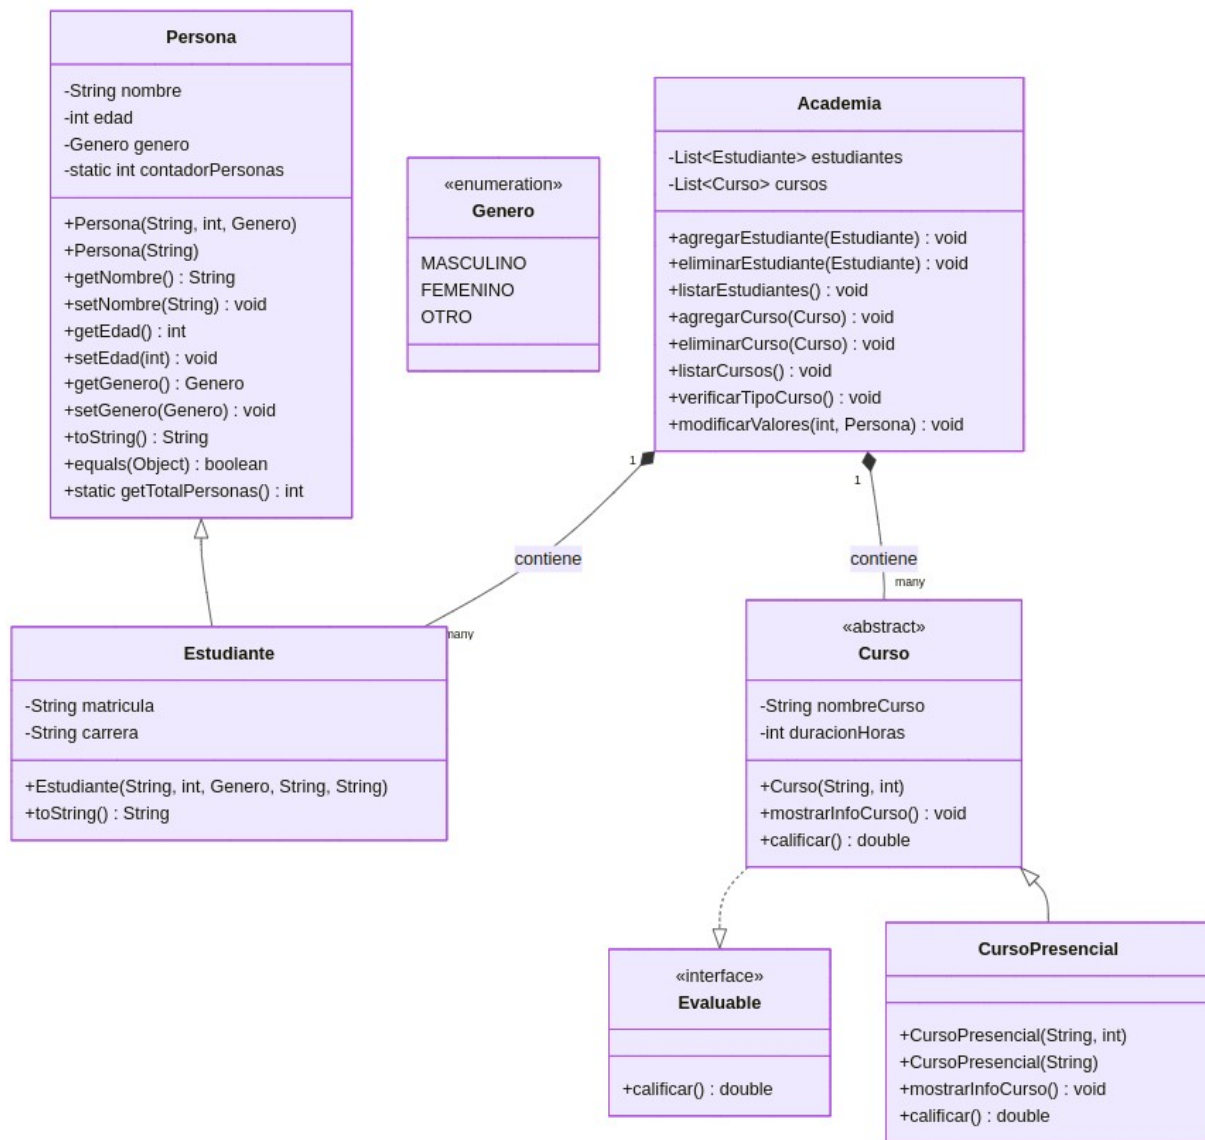 Persona
-String nombre
-int edad
-Genero genero
-static int contadorPersonas
+Persona(String, int, Genero)
+Persona(String)
+getNombre() : String
+setNombre(String) : void
+getEdad() : int
+setEdad(int) : void
+getGenero() : Genero
+setGenero(Genero) : void
+toString() : String
+equals(Object) : boolean
+static getTotalPersonas() : int
«enumeration»
Genero
MASCULINO
FEMENINO
OTRO
Academia
-List<Estudiante> estudiantes
-List<Curso> cursos
+agregarEstudiante(Estudiante) : void
+eliminarEstudiante(Estudiante) : void
+listarEstudiantes() : void
+agregarCurso(Curso) : void
+eliminarCurso(Curso) : void
+listarCursos() : void
+verificarTipoCurso() : void
+modificarValores(int, Persona) : void
1
1
contiene
contiene
many
many
Estudiante
-String matricula
-String carrera
+Estudiante(String, int, Genero, String, String)
+toString() : String
«abstract»
Curso
-String nombreCurso
-int duracionHoras
+Curso(String, int)
+mostrarInfoCurso() : void
+calificar() : double
«interface»
Evaluable
+calificar() : double
CursoPresencial
+CursoPresencial(String, int)
+CursoPresencial(String)
+mostrarInfoCurso() : void
+calificar() : double